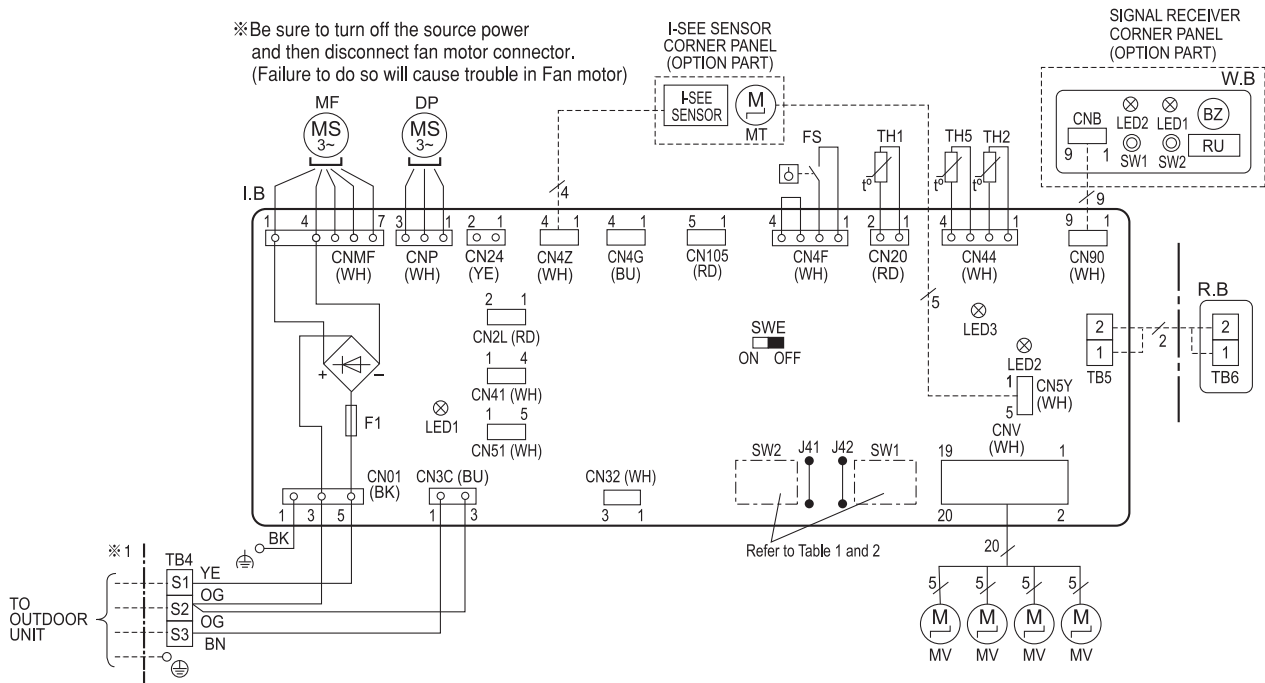 ※Be sure to turn off the source power
and then disconnect fan motor connector.
(Failure to do so will cause trouble in Fan motor)
I-SEE SENSOR
CORNER PANEL
(OPTION PART)
I-SEE
SENSOR
M
MT
SIGNAL RECEIVER
CORNER PANEL
(OPTION PART)
W.B
CNB
9 1
LED2 LED1
BZ
SW1 SW2
RU
MF DP
MS
3~
MS
3~
FS TH1 TH5 TH2
t° t° t°
4
9
I.B
1 4 7
CNMF
(WH)
3 1
CNP
(WH)
2 1
CN24
(YE)
4 1
CN4Z
(WH)
4 1
CN4G
(BU)
5 1
CN105
(RD)
4 1
CN4F
(WH)
2 1
CN20
(RD)
4 1
CN44
(WH)
9 1
CN90
(WH)
5
2 1
CN2L (RD)
1 4
CN41 (WH)
1 5
CN51 (WH)
SWE
ON OFF
LED3
LED2
2
1
TB5
2
R.B
2
1
TB6
+ −
F1
LED1
1
5
CN5Y
(WH)
CNV
(WH)
19 1
20 2
CN01
(BK)
1 3 5
CN3C (BU)
1 3
CN32 (WH)
3 1
SW2 J41 J42 SW1
Refer to Table 1 and 2
BK
※1
TB4
S1 YE
OG
S2
OG
S3
BN
TO
OUTDOOR
UNIT
20
5 5 5 5
M M M M
MV MV MV MV